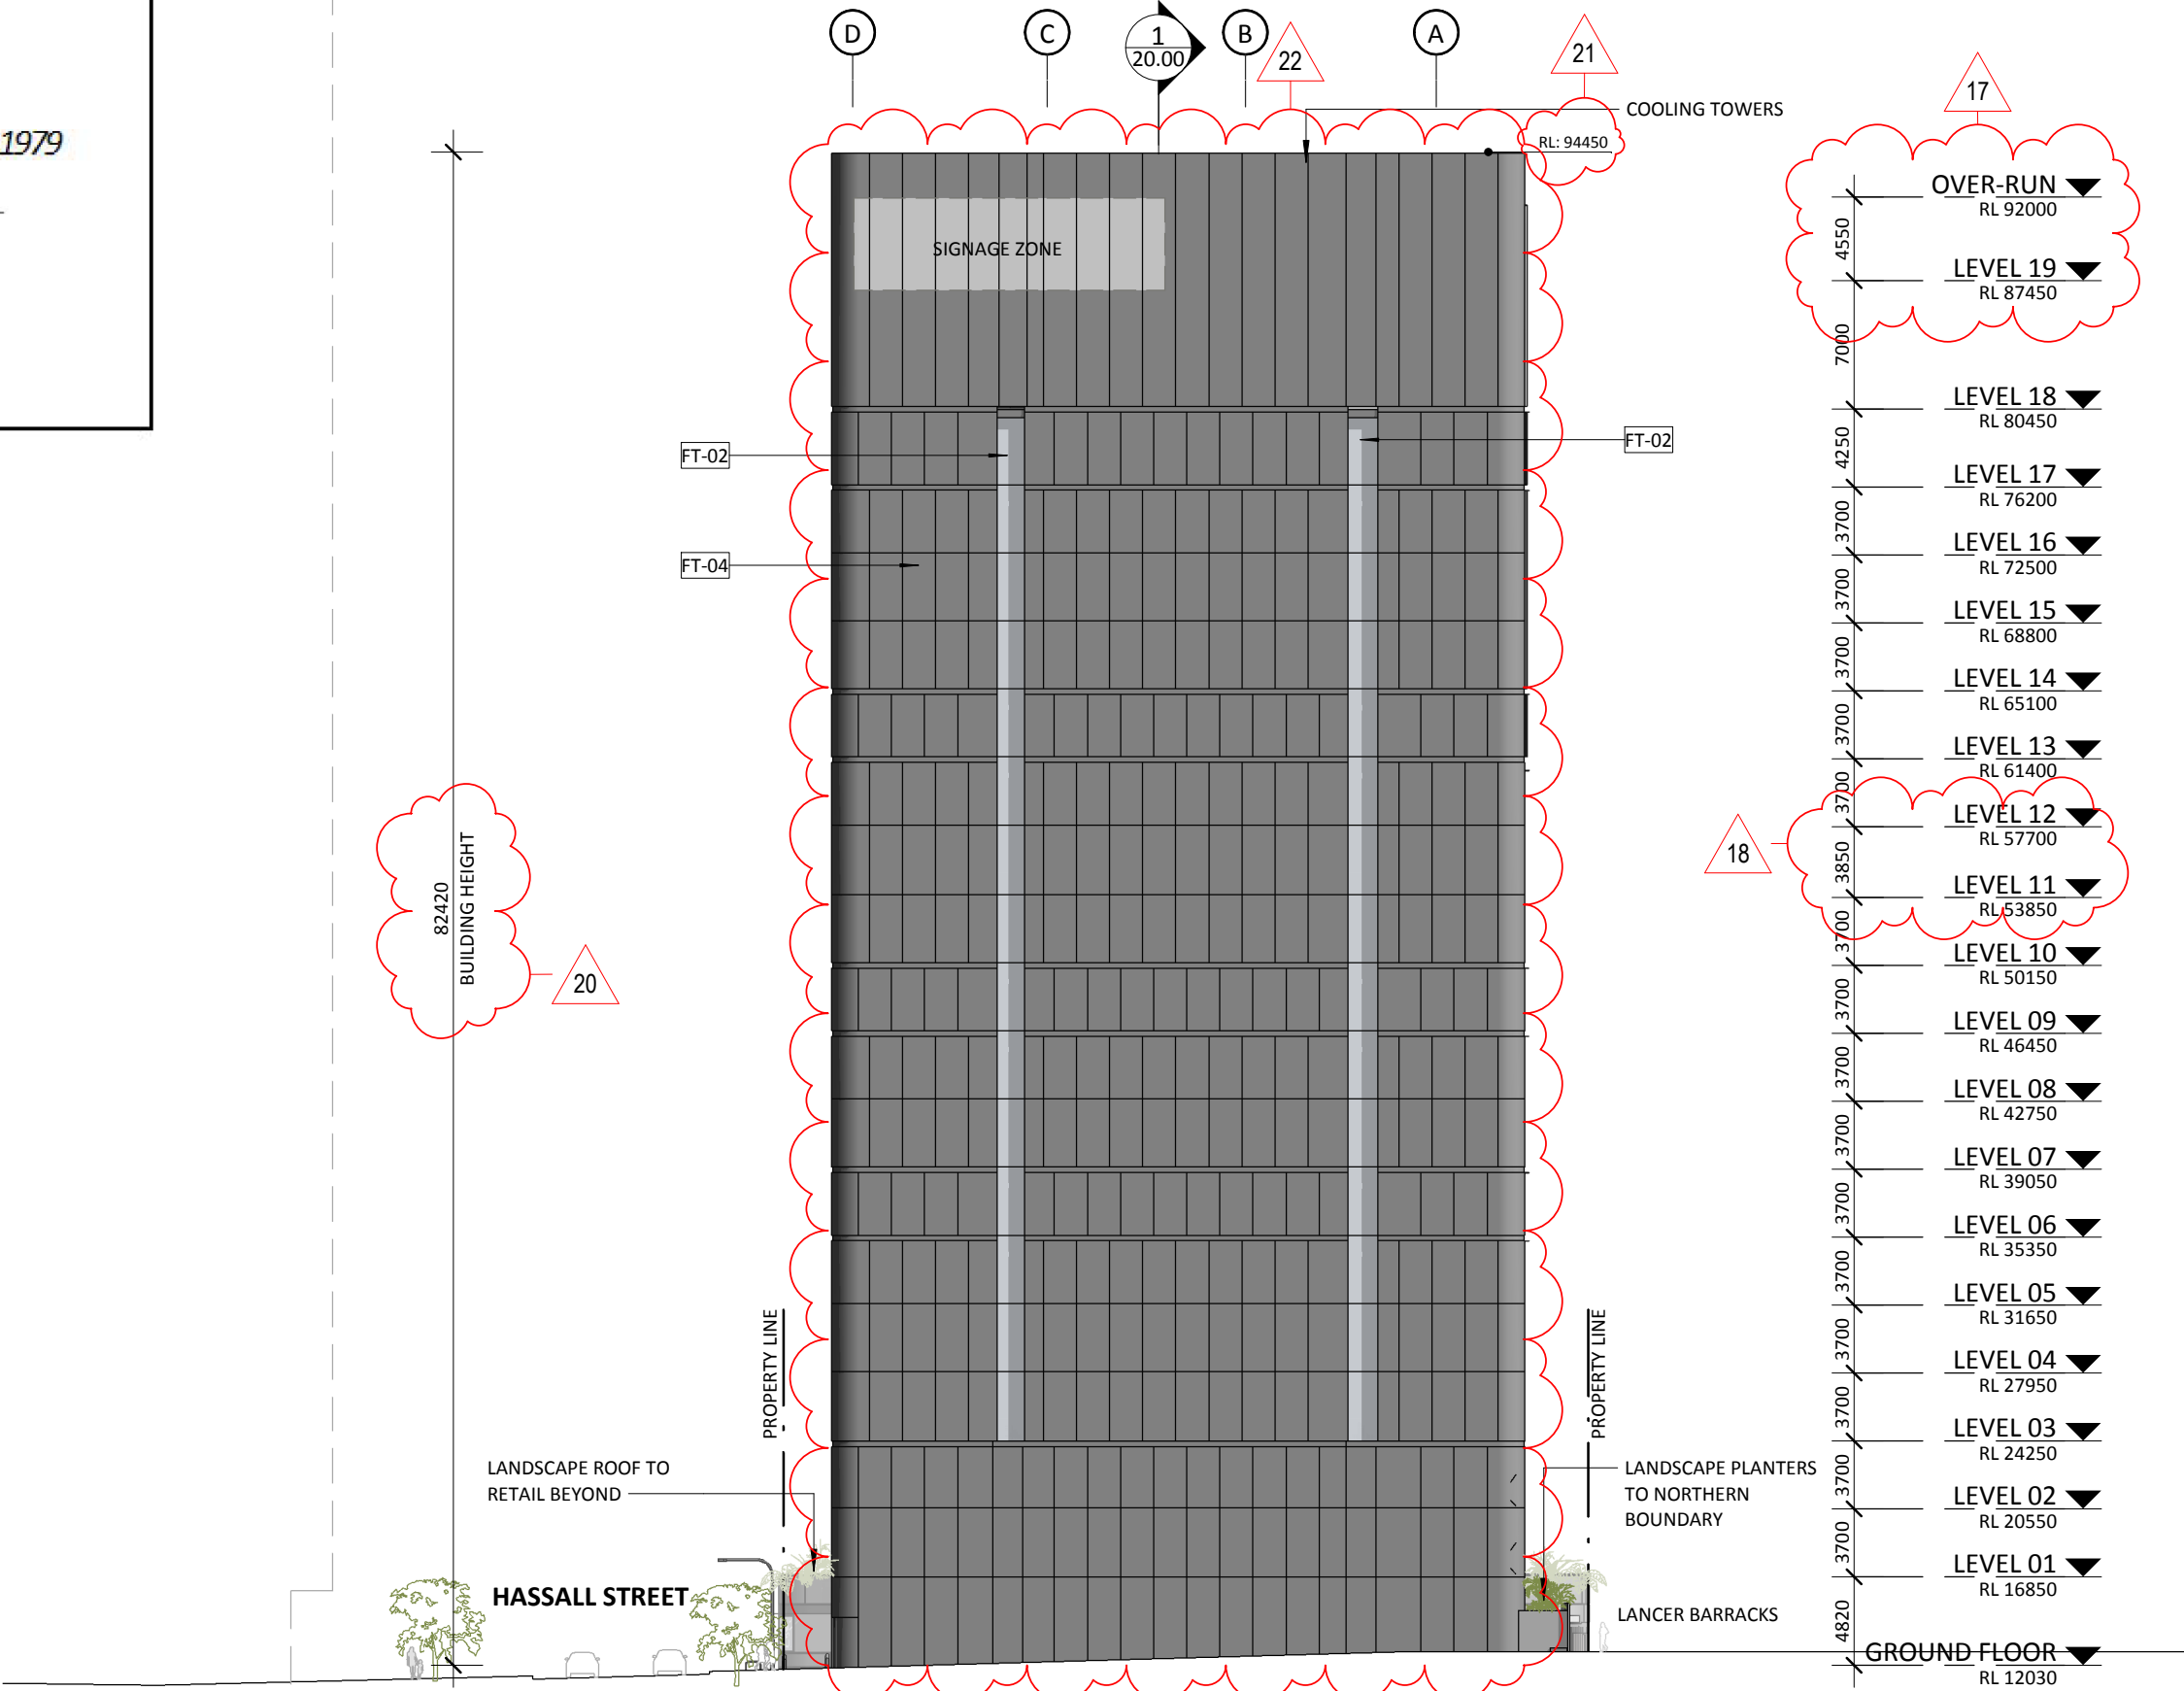 1979
D
C
1
20.00
B
22
A
21
17
COOLING TOWERS
RL: 94450
SIGNAGE ZONE
FT-02
FT-02
FT-04
82420
BUILDING HEIGHT
20
18
PROPERTY LINE
PROPERTY LINE
LANDSCAPE ROOF TO
RETAIL BEYOND
HASSALL STREET
LANDSCAPE PLANTERS
TO NORTHERN
BOUNDARY
LANCER BARRACKS
OVER-RUN
RL 92000
4550
LEVEL 19
RL 87450
7000
LEVEL 18
RL 80450
4250
LEVEL 17
RL 76200
3700
LEVEL 16
RL 72500
3700
LEVEL 15
RL 68800
3700
LEVEL 14
RL 65100
3700
LEVEL 13
RL 61400
3700
LEVEL 12
RL 57700
3850
LEVEL 11
RL 53850
3700
LEVEL 10
RL 50150
3700
LEVEL 09
RL 46450
3700
LEVEL 08
RL 42750
3700
LEVEL 07
RL 39050
3700
LEVEL 06
RL 35350
3700
LEVEL 05
RL 31650
3700
LEVEL 04
RL 27950
3700
LEVEL 03
RL 24250
3700
LEVEL 02
RL 20550
3700
LEVEL 01
RL 16850
4820
GROUND FLOOR
RL 12030